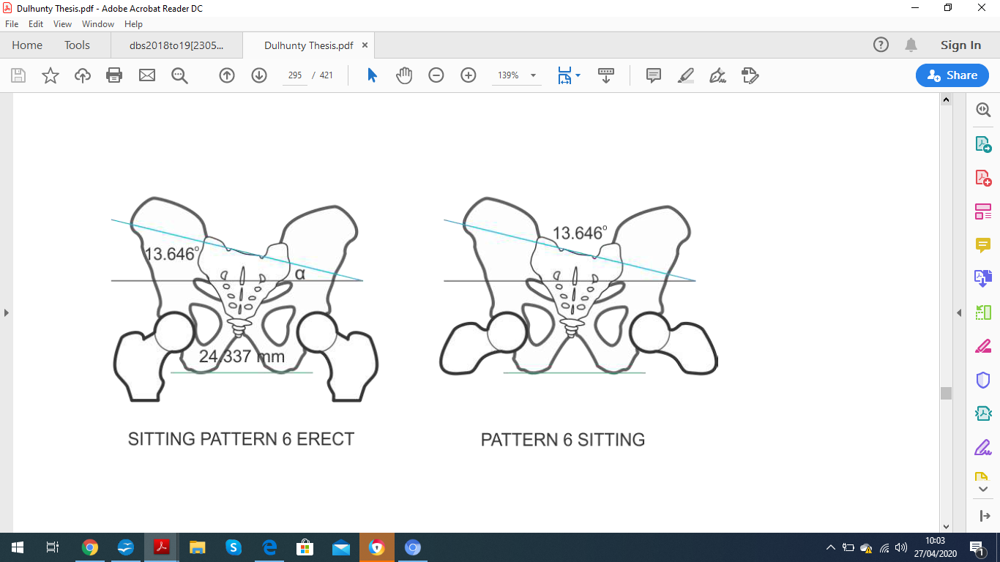 Dulhunty Thesis.pdf - Adobe Acrobat Reader DC
File Edit View Window Help
Home Tools dbs2018to19[2305... Dulhunty Thesis.pdf × Sign In
295 / 421 139% Share
13.646° α
24.337 mm
SITTING PATTERN 6 ERECT
13.646°
PATTERN 6 SITTING
10:03
27/04/2020
1